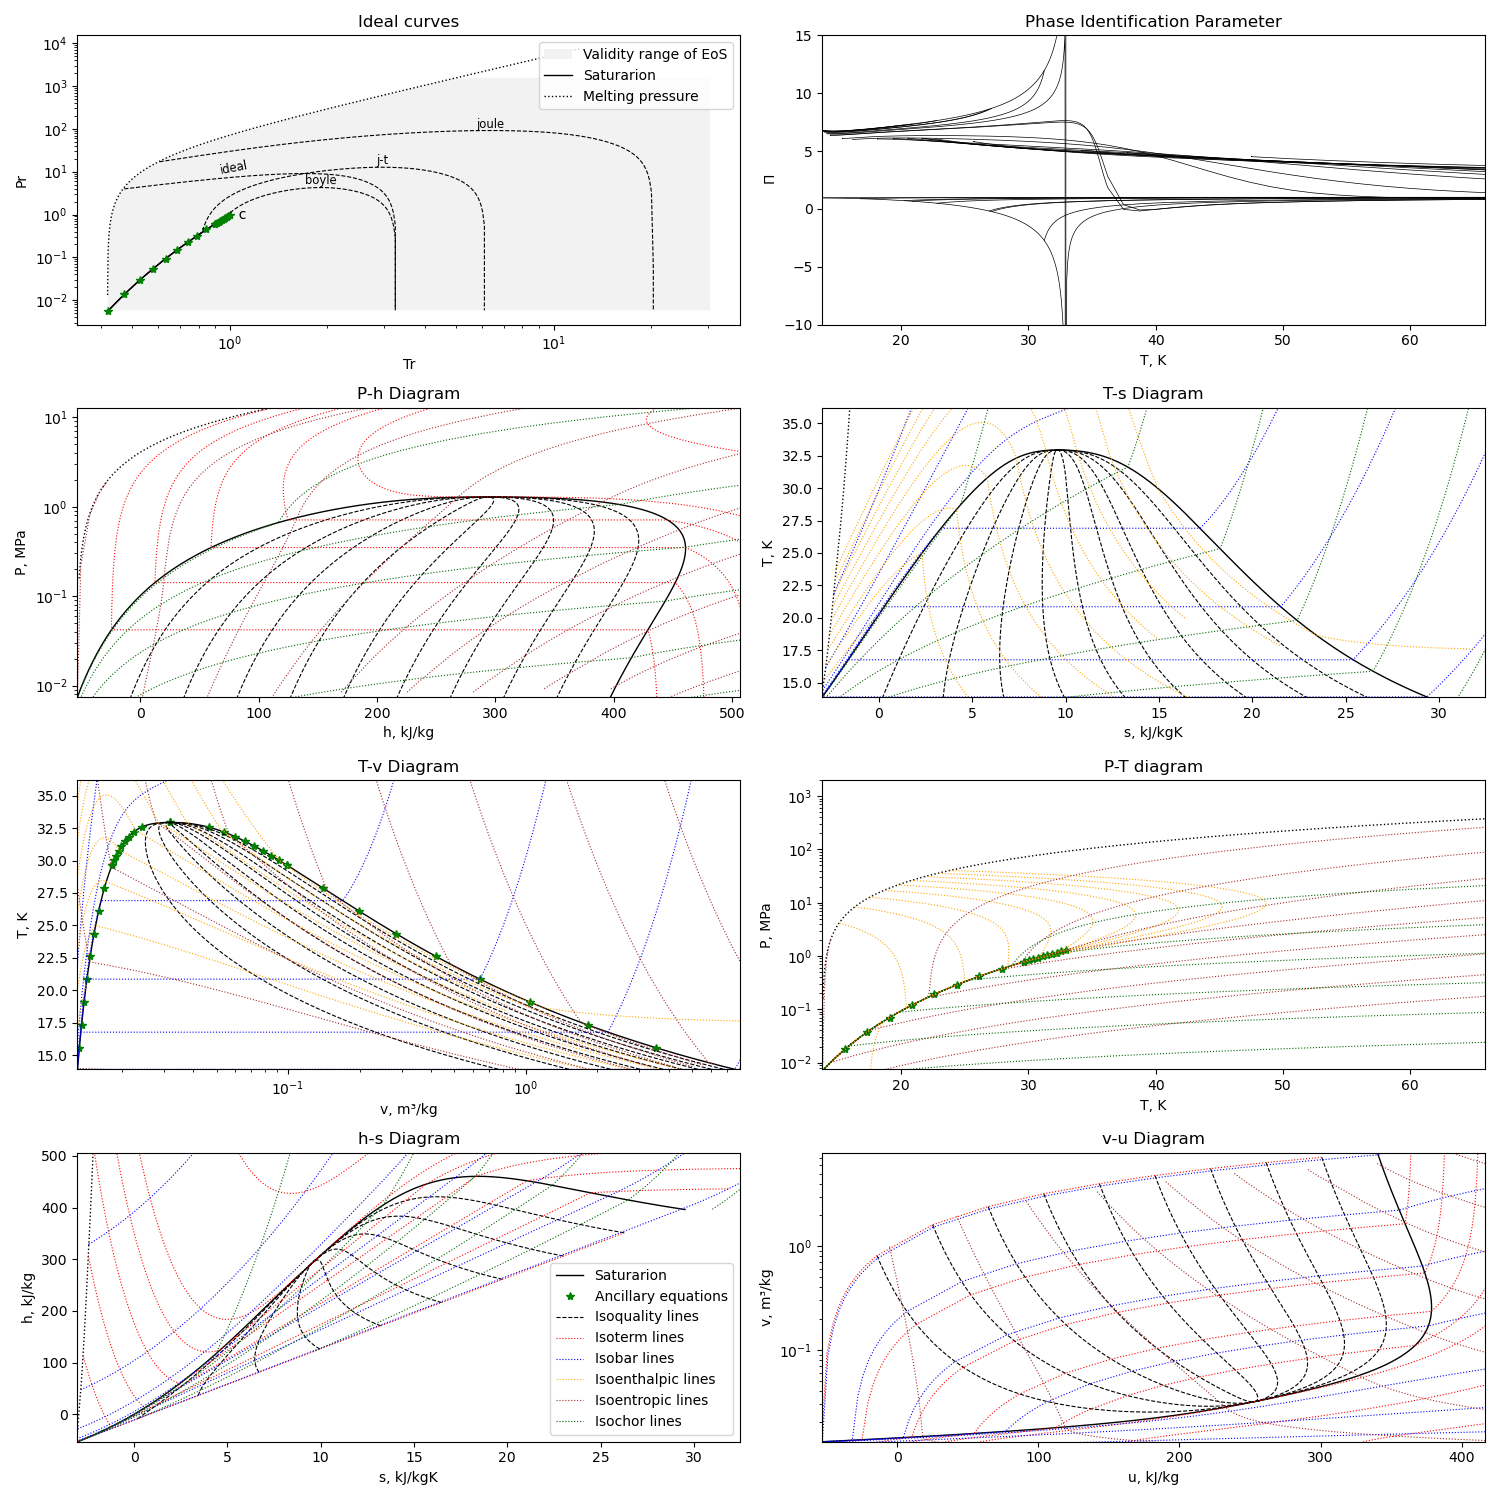 Ideal curves
10⁴
10³
10²
10¹
10⁰
10⁻¹
10⁻²
Pr
Validity range of EoS
Saturarion
Melting pressure
joule
j-t
ideal
boyle
c
10⁰
10¹
Tr
Phase Identification Parameter
15
10
5
0
−5
−10
Π
20
30
40
50
60
T, K
P-h Diagram
10¹
10⁰
10⁻¹
10⁻²
P, MPa
0
100
200
300
400
500
h, kJ/kg
T-s Diagram
35.0
32.5
30.0
27.5
25.0
22.5
20.0
17.5
15.0
T, K
0
5
10
15
20
25
30
s, kJ/kgK
T-v Diagram
35.0
32.5
30.0
27.5
25.0
22.5
20.0
17.5
15.0
T, K
10⁻¹
10⁰
v, m³/kg
P-T diagram
10³
10²
10¹
10⁰
10⁻¹
10⁻²
P, MPa
20
30
40
50
60
T, K
h-s Diagram
500
400
300
200
100
0
h, kJ/kg
Saturarion
Ancillary equations
Isoquality lines
Isoterm lines
Isobar lines
Isoenthalpic lines
Isoentropic lines
Isochor lines
0
5
10
15
20
25
30
s, kJ/kgK
v-u Diagram
10⁰
10⁻¹
v, m³/kg
0
100
200
300
400
u, kJ/kg